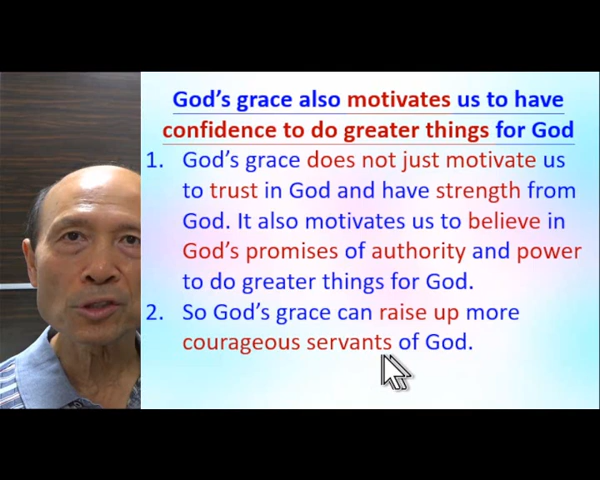 God's grace also motivates us to have
confidence to do greater things for God
1. God's grace does not just motivate us
to trust in God and have strength from
God. It also motivates us to believe in
God's promises of authority and power
to do greater things for God.
2. So God's grace can raise up more
courageous servants of God.